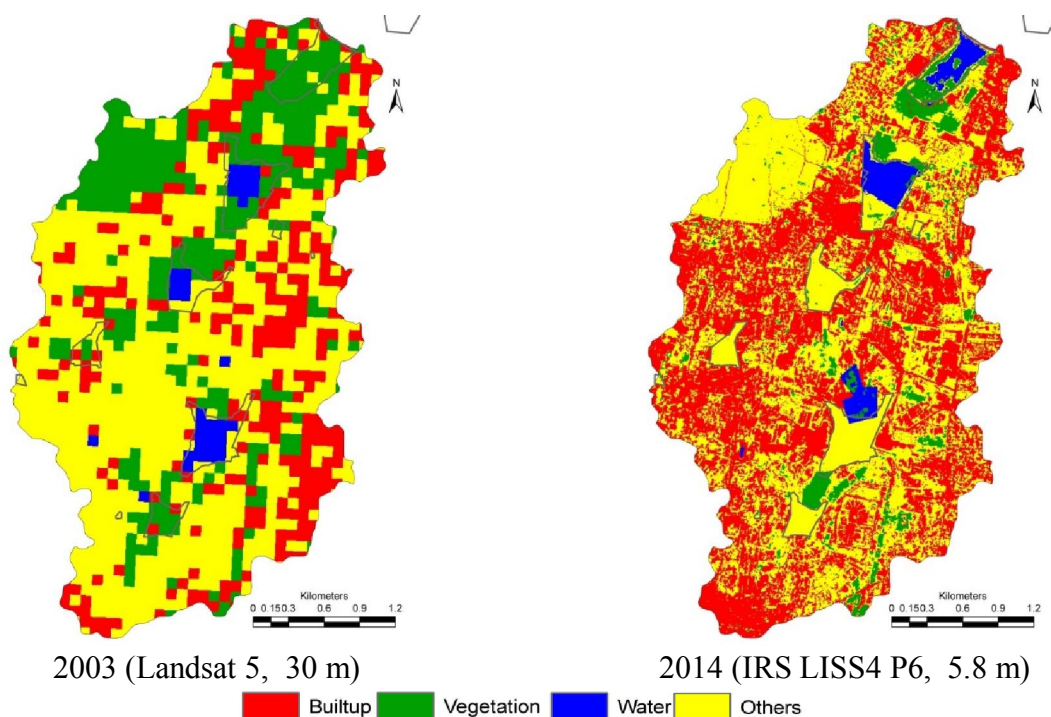 N
N
Kilometers
0 0.150.3 0.6 0.9 1.2
Kilometers
0 0.150.3 0.6 0.9 1.2
2003 (Landsat 5, 30 m)
2014 (IRS LISS4 P6, 5.8 m)
Builtup Vegetation Water Others